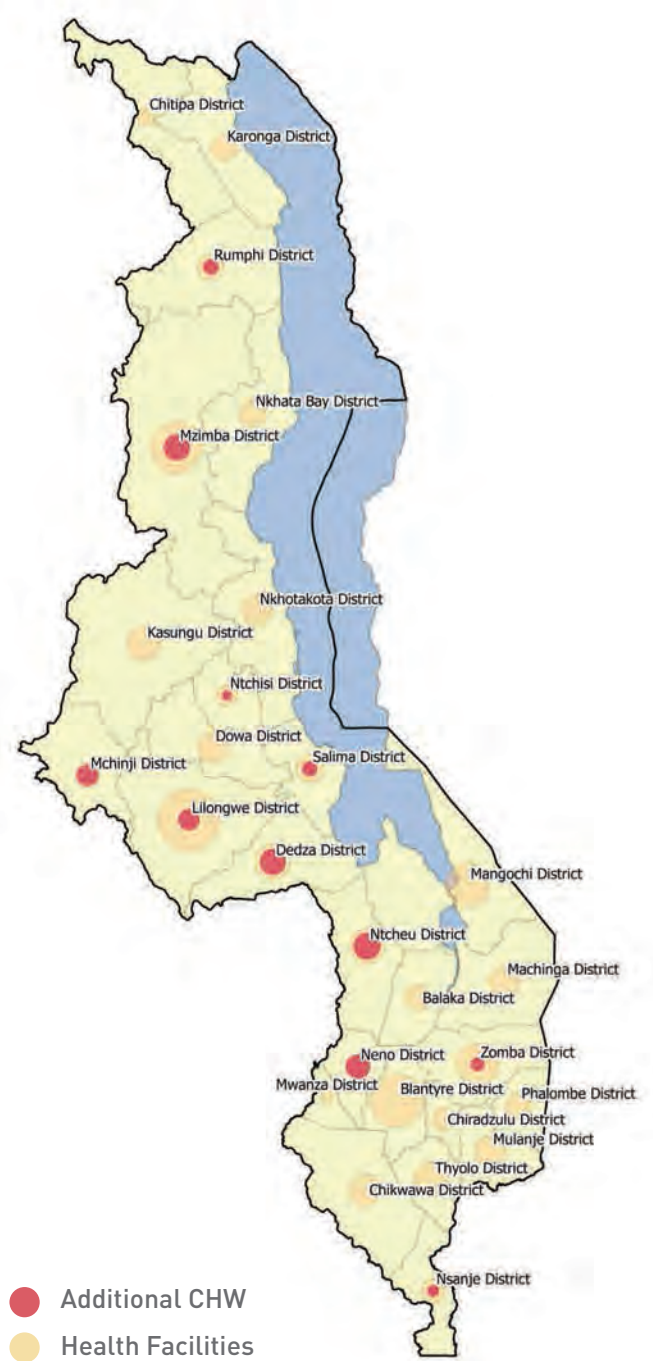 Chitipa District
Karonga District
Rumphi District
Nkhata Bay District
Mzimba District
Nkhotakota District
Kasungu District
Ntchisi District
Dowa District
Salima District
Mchinji District
Lilongwe District
Dedza District
Mangochi District
Ntcheu District
Machinga District
Balaka District
Neno District
Zomba District
Mwanza District
Blantyre District
Phalombe District
Chiradzulu District
Mulanje District
Thyolo District
Chikwawa District
Nsanje District
Additional CHW
Health Facilities